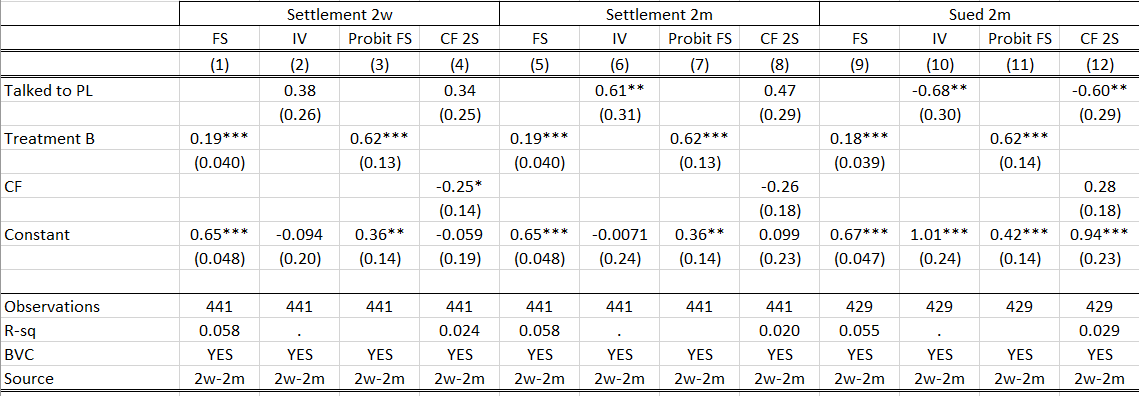 Settlement 2w Settlement 2m Sued 2m
FS IV Probit FS CF 2S FS IV Probit FS CF 2S FS IV Probit FS CF 2S
(1) (2) (3) (4) (5) (6) (7) (8) (9) (10) (11) (12)
Talked to PL 0.38 0.34 0.61** 0.47 -0.68** -0.60**
(0.26) (0.25) (0.31) (0.29) (0.30) (0.29)
Treatment B 0.19*** 0.62*** 0.19*** 0.62*** 0.18*** 0.62***
(0.040) (0.13) (0.040) (0.13) (0.039) (0.14)
CF -0.25* -0.26 0.28
(0.14) (0.18) (0.18)
Constant 0.65*** -0.094 0.36** -0.059 0.65*** -0.0071 0.36** 0.099 0.67*** 1.01*** 0.42*** 0.94***
(0.048) (0.20) (0.14) (0.19) (0.048) (0.24) (0.14) (0.23) (0.047) (0.24) (0.14) (0.23)
Observations 441 441 441 441 441 441 441 441 429 429 429 429
R-sq 0.058 . 0.024 0.058 . 0.020 0.055 . 0.029
BVC YES YES YES YES YES YES YES YES YES YES YES YES
Source 2w-2m 2w-2m 2w-2m 2w-2m 2w-2m 2w-2m 2w-2m 2w-2m 2w-2m 2w-2m 2w-2m 2w-2m